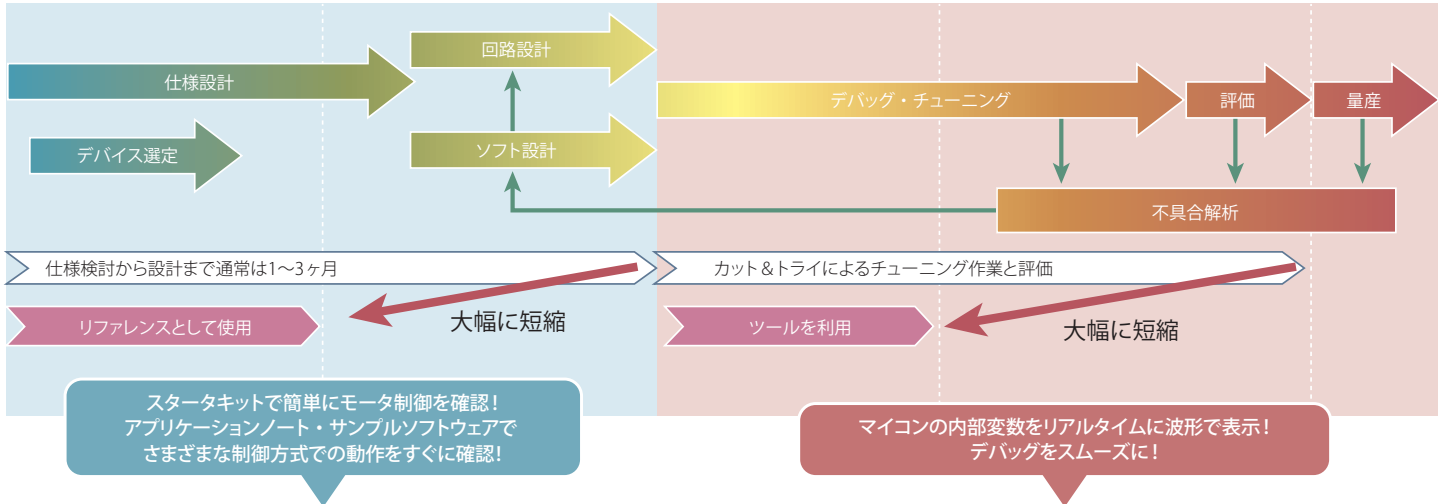 仕様設計
回路設計
デバッグ・チューニング
評価
量産
デバイス選定
ソフト設計
不具合解析
仕様検討から設計まで通常は1～3ヶ月
カット＆トライによるチューニング作業と評価
リファレンスとして使用
大幅に短縮
ツールを利用
大幅に短縮
スタータキットで簡単にモータ制御を確認！
アプリケーションノート・サンプルソフトウェアで
さまざまな制御方式での動作をすぐに確認！
マイコンの内部変数をリアルタイムに波形で表示！
デバッグをスムーズに！